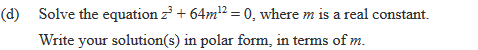 (d) Solve the equation z³ + 64m¹² = 0, where m is a real constant.
Write your solution(s) in polar form, in terms of m.